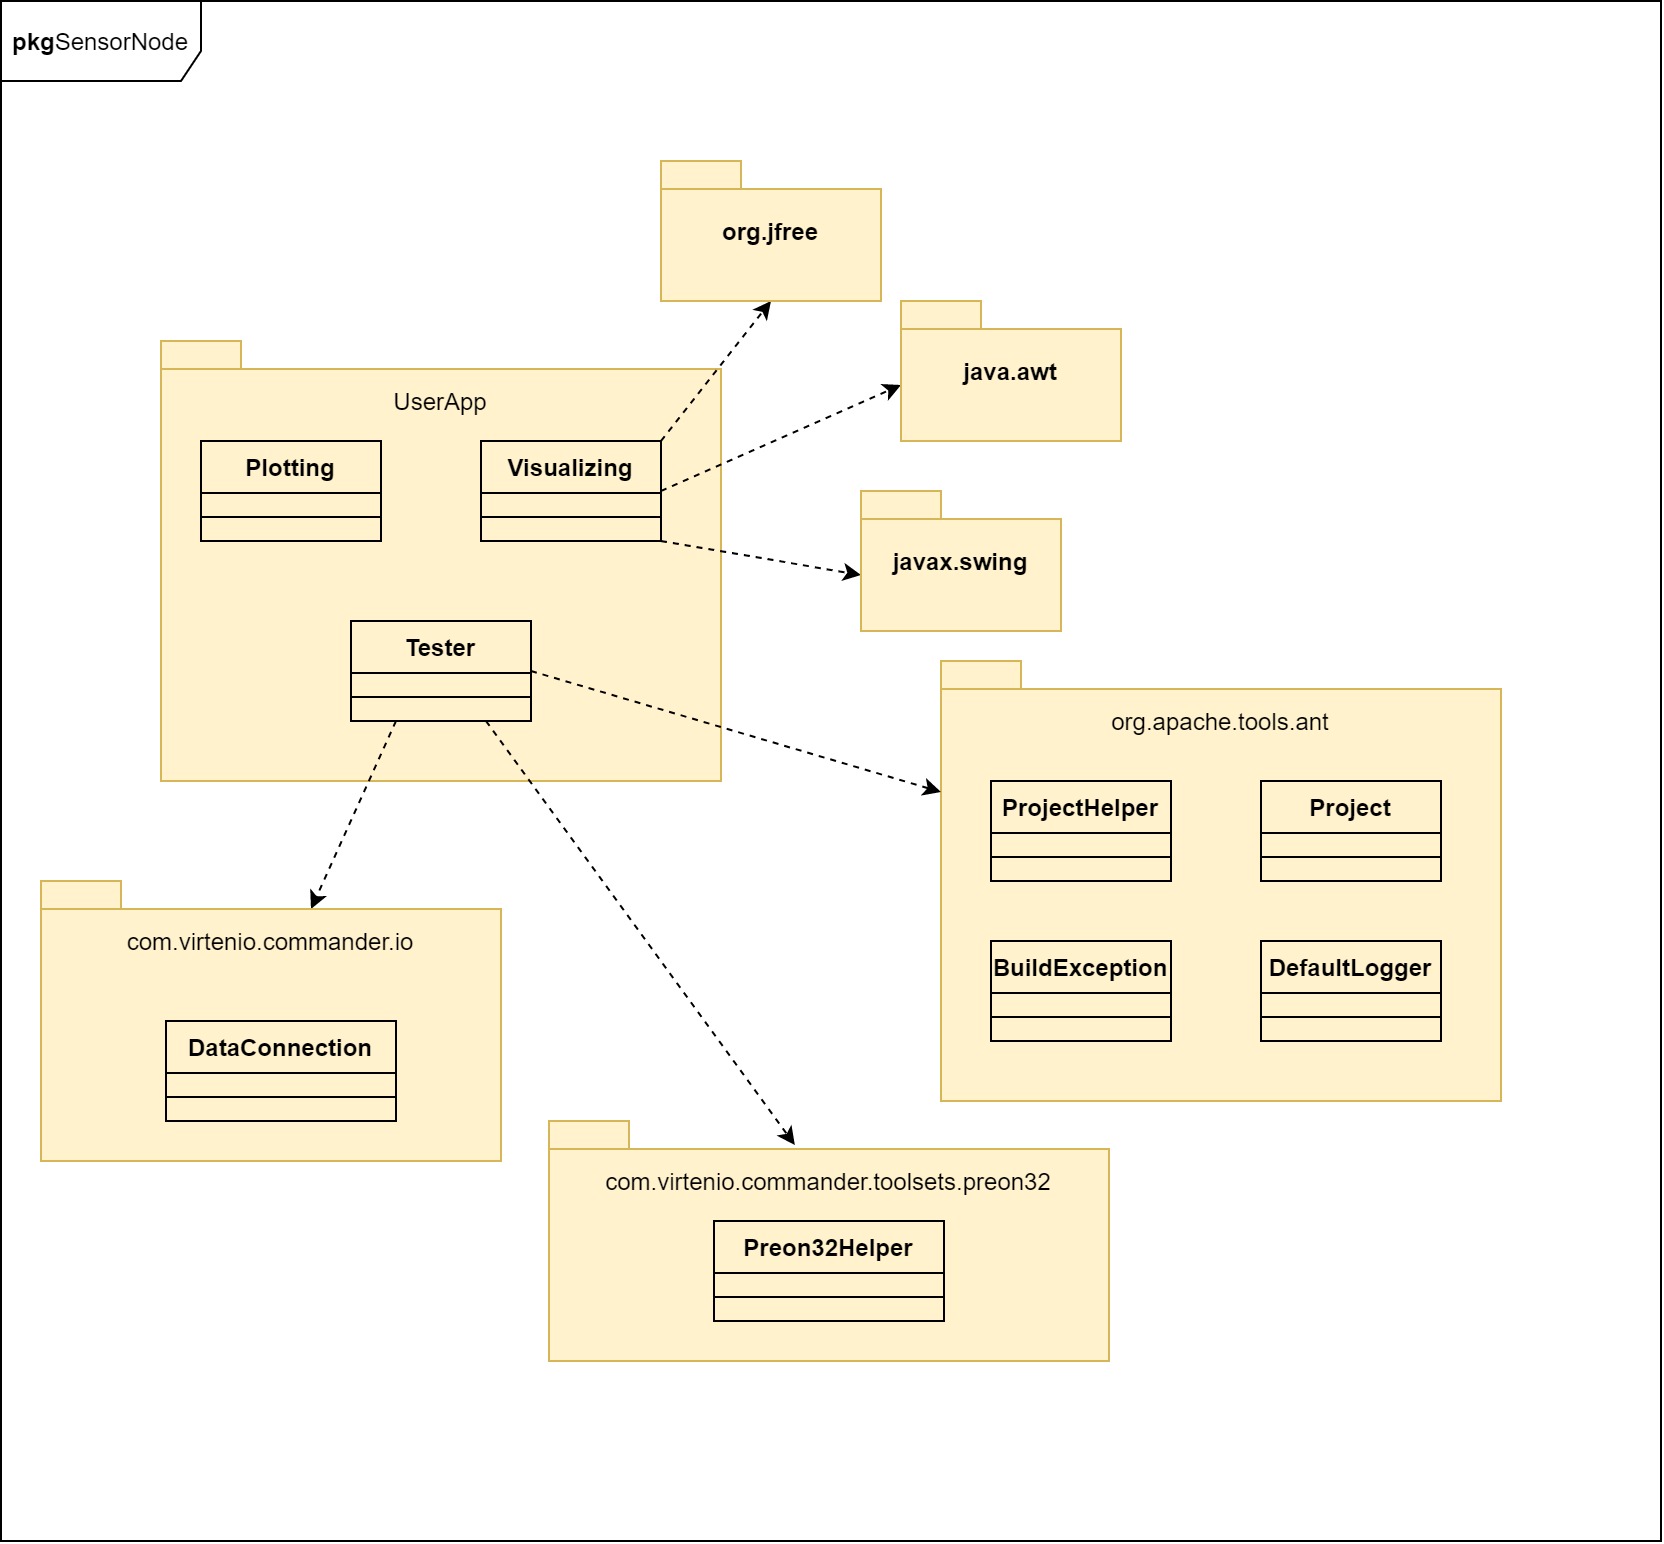 pkgSensorNode
org.jfree
java.awt
UserApp
Plotting
Visualizing
javax.swing
Tester
org.apache.tools.ant
ProjectHelper
Project
BuildException
DefaultLogger
com.virtenio.commander.io
DataConnection
com.virtenio.commander.toolsets.preon32
Preon32Helper